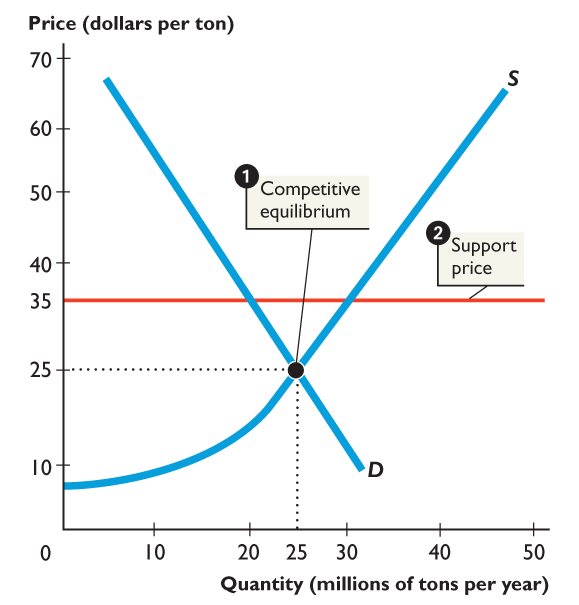 Price (dollars per ton)
70
S
60
1
Competitive
equilibrium
50
2
Support
price
40
35
25
10
D
0
10
20
25
30
40
50
Quantity (millions of tons per year)